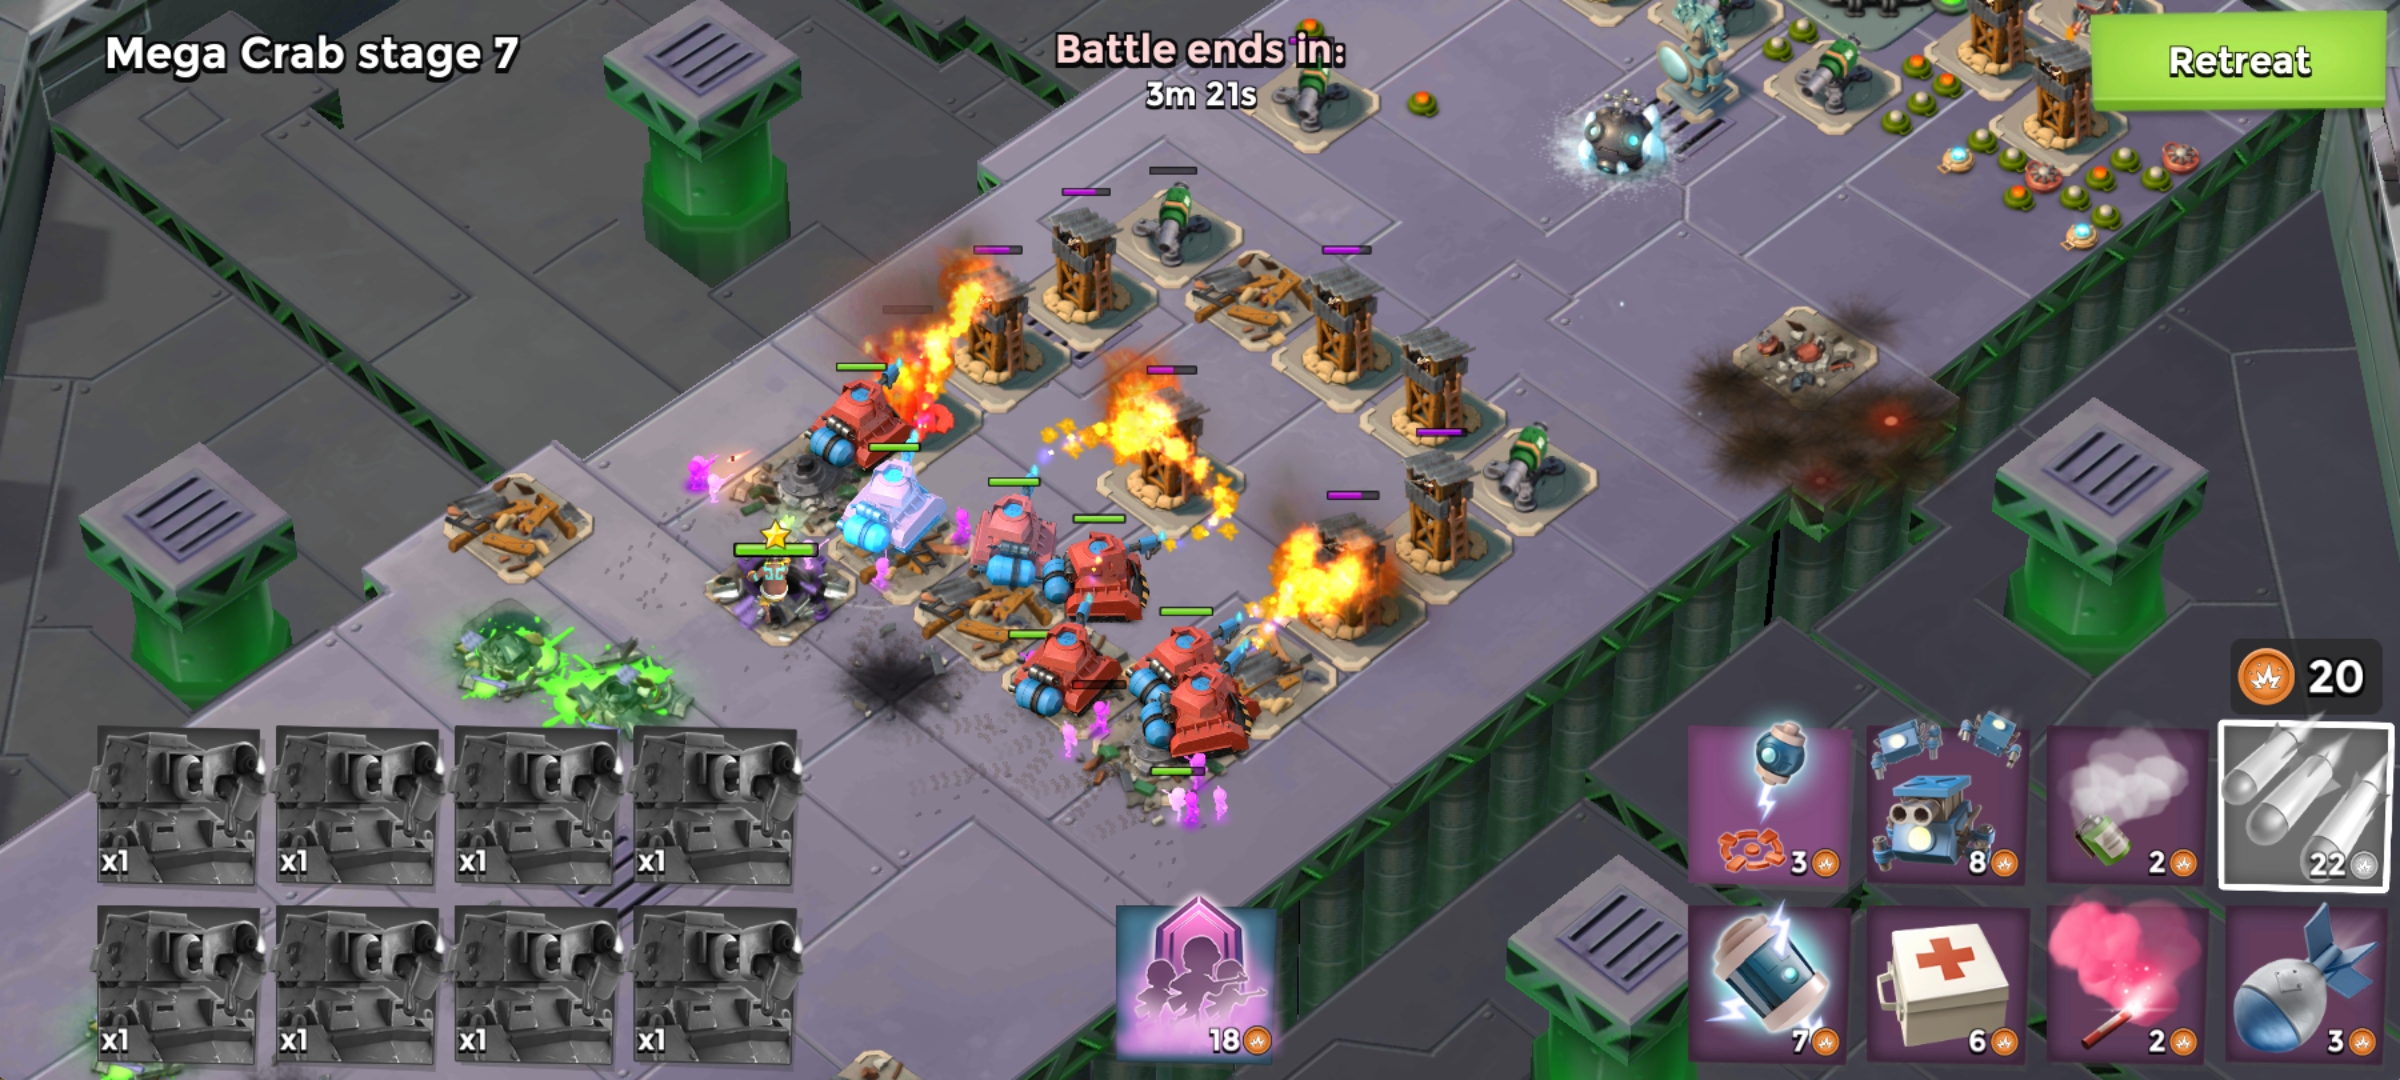 Mega Crab stage 7
Battle ends in:
3m 21s
Retreat
20
x1
x1
x1
x1
3
8
2
22
x1
x1
x1
x1
18
7
6
2
3